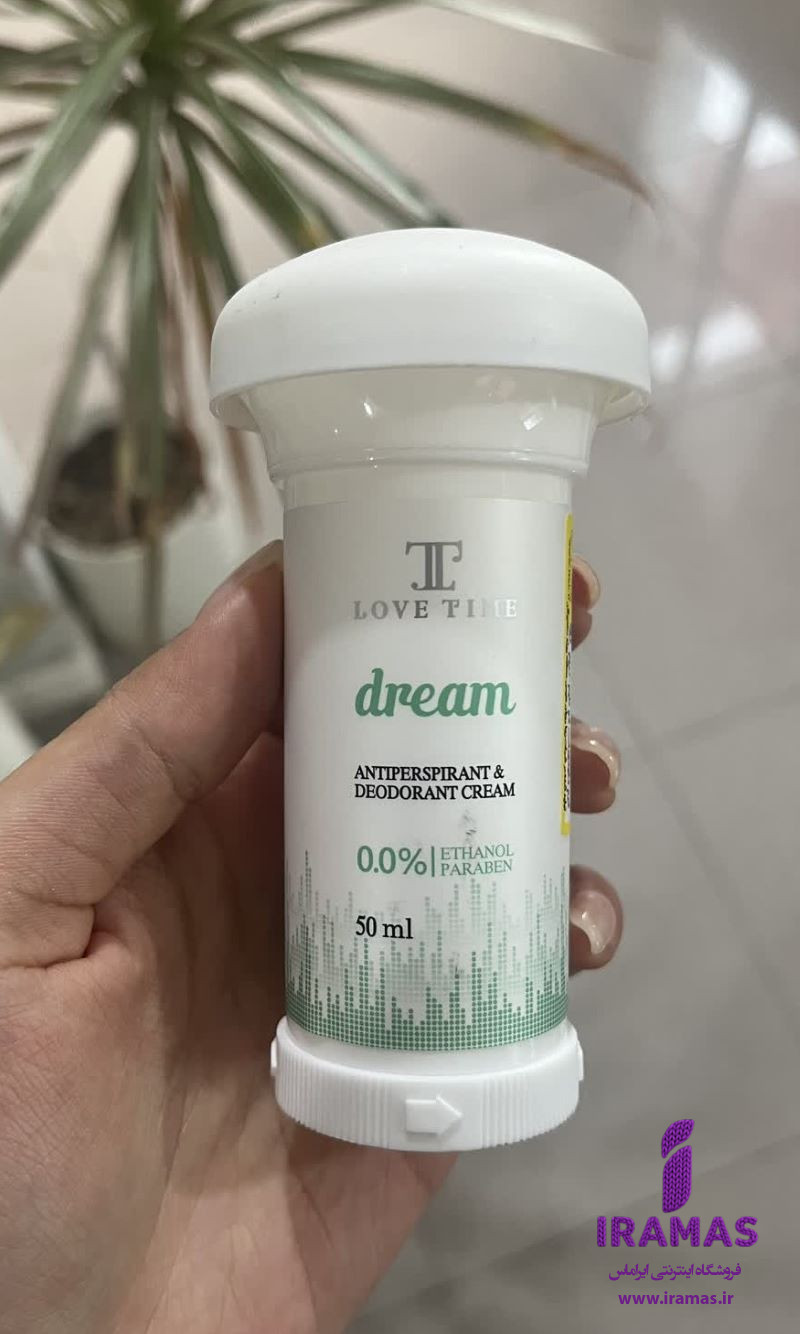 LOVE TIME
dream
ANTIPERSPIRANT &
DEODORANT CREAM
0.0%
ETHANOL
PARABEN
50 ml
IRAMAS
فروشگاه اینترنتی ایراماس
www.iramas.ir